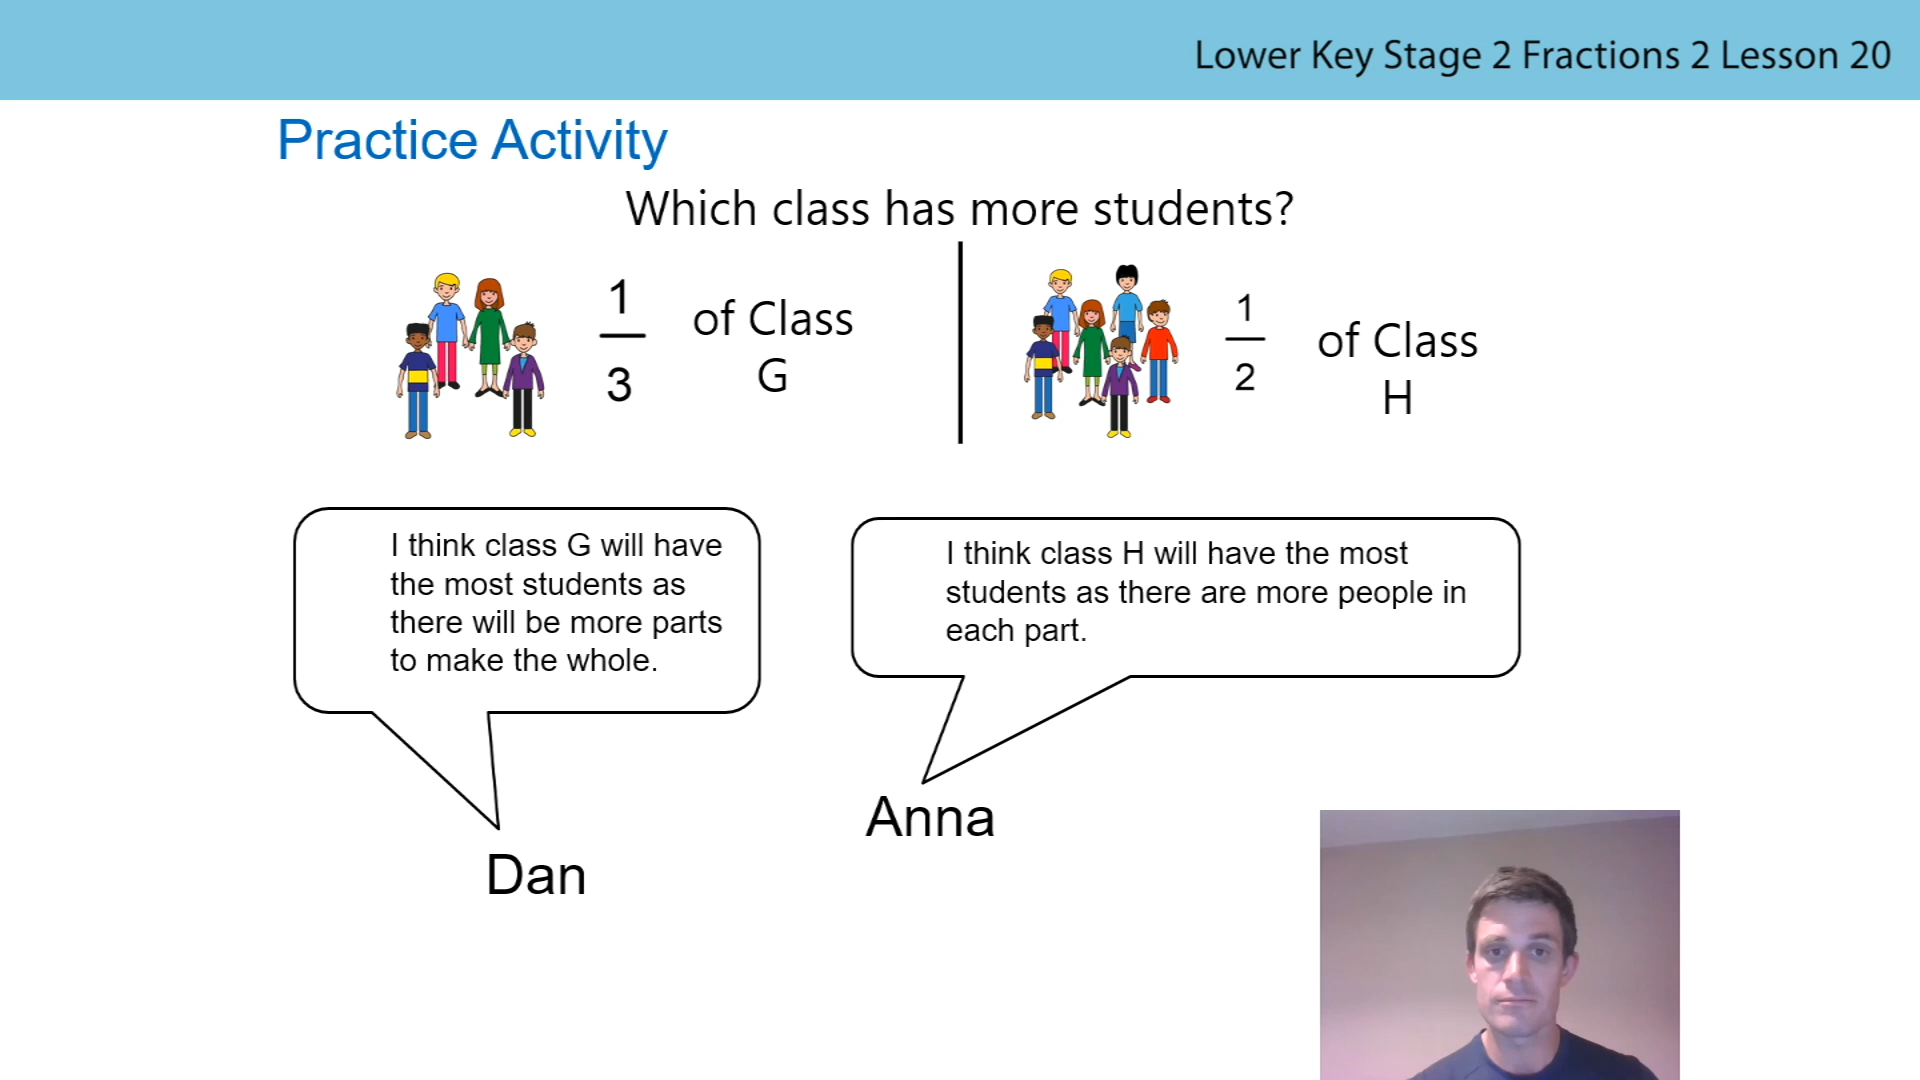 Lower Key Stage 2 Fractions 2 Lesson 20
Practice Activity
Which class has more students?
1
3
of Class
G
1
2
of Class
H
I think class G will have
the most students as
there will be more parts
to make the whole.
I think class H will have the most
students as there are more people in
each part.
Anna
Dan